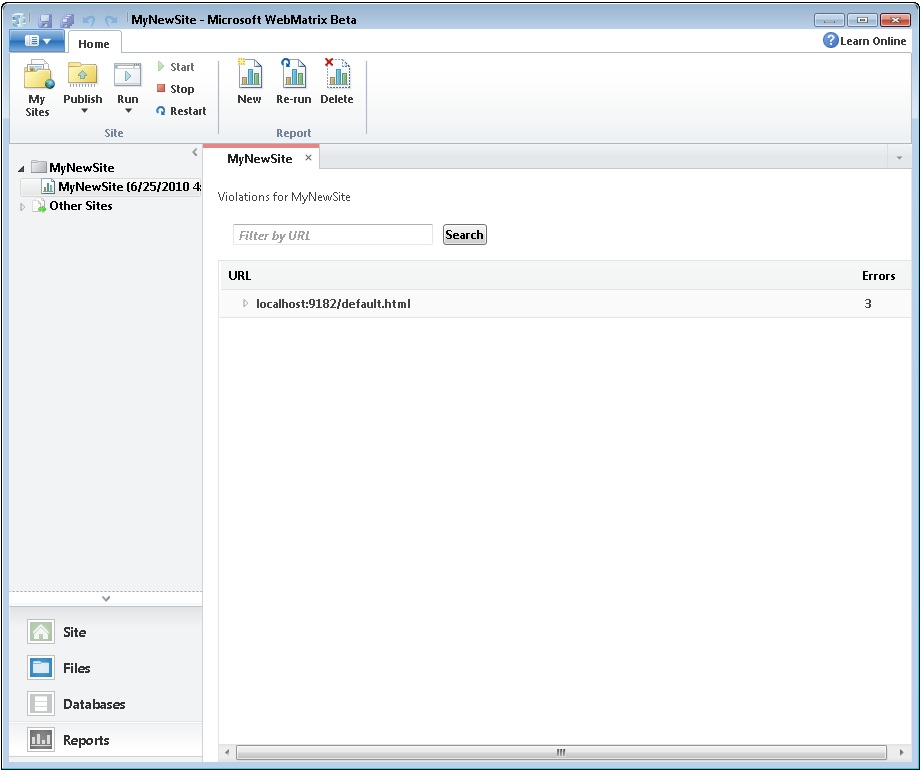 MyNewSite - Microsoft WebMatrix Beta
Home
Learn Online
My Sites
Publish
Run
Start
Stop
Restart
Site
New
Re-run
Delete
Report
MyNewSite
MyNewSite (6/25/2010 4:
Other Sites
MyNewSite
Violations for MyNewSite
Filter by URL
Search
URL Errors
localhost:9182/default.html 3
Site
Files
Databases
Reports